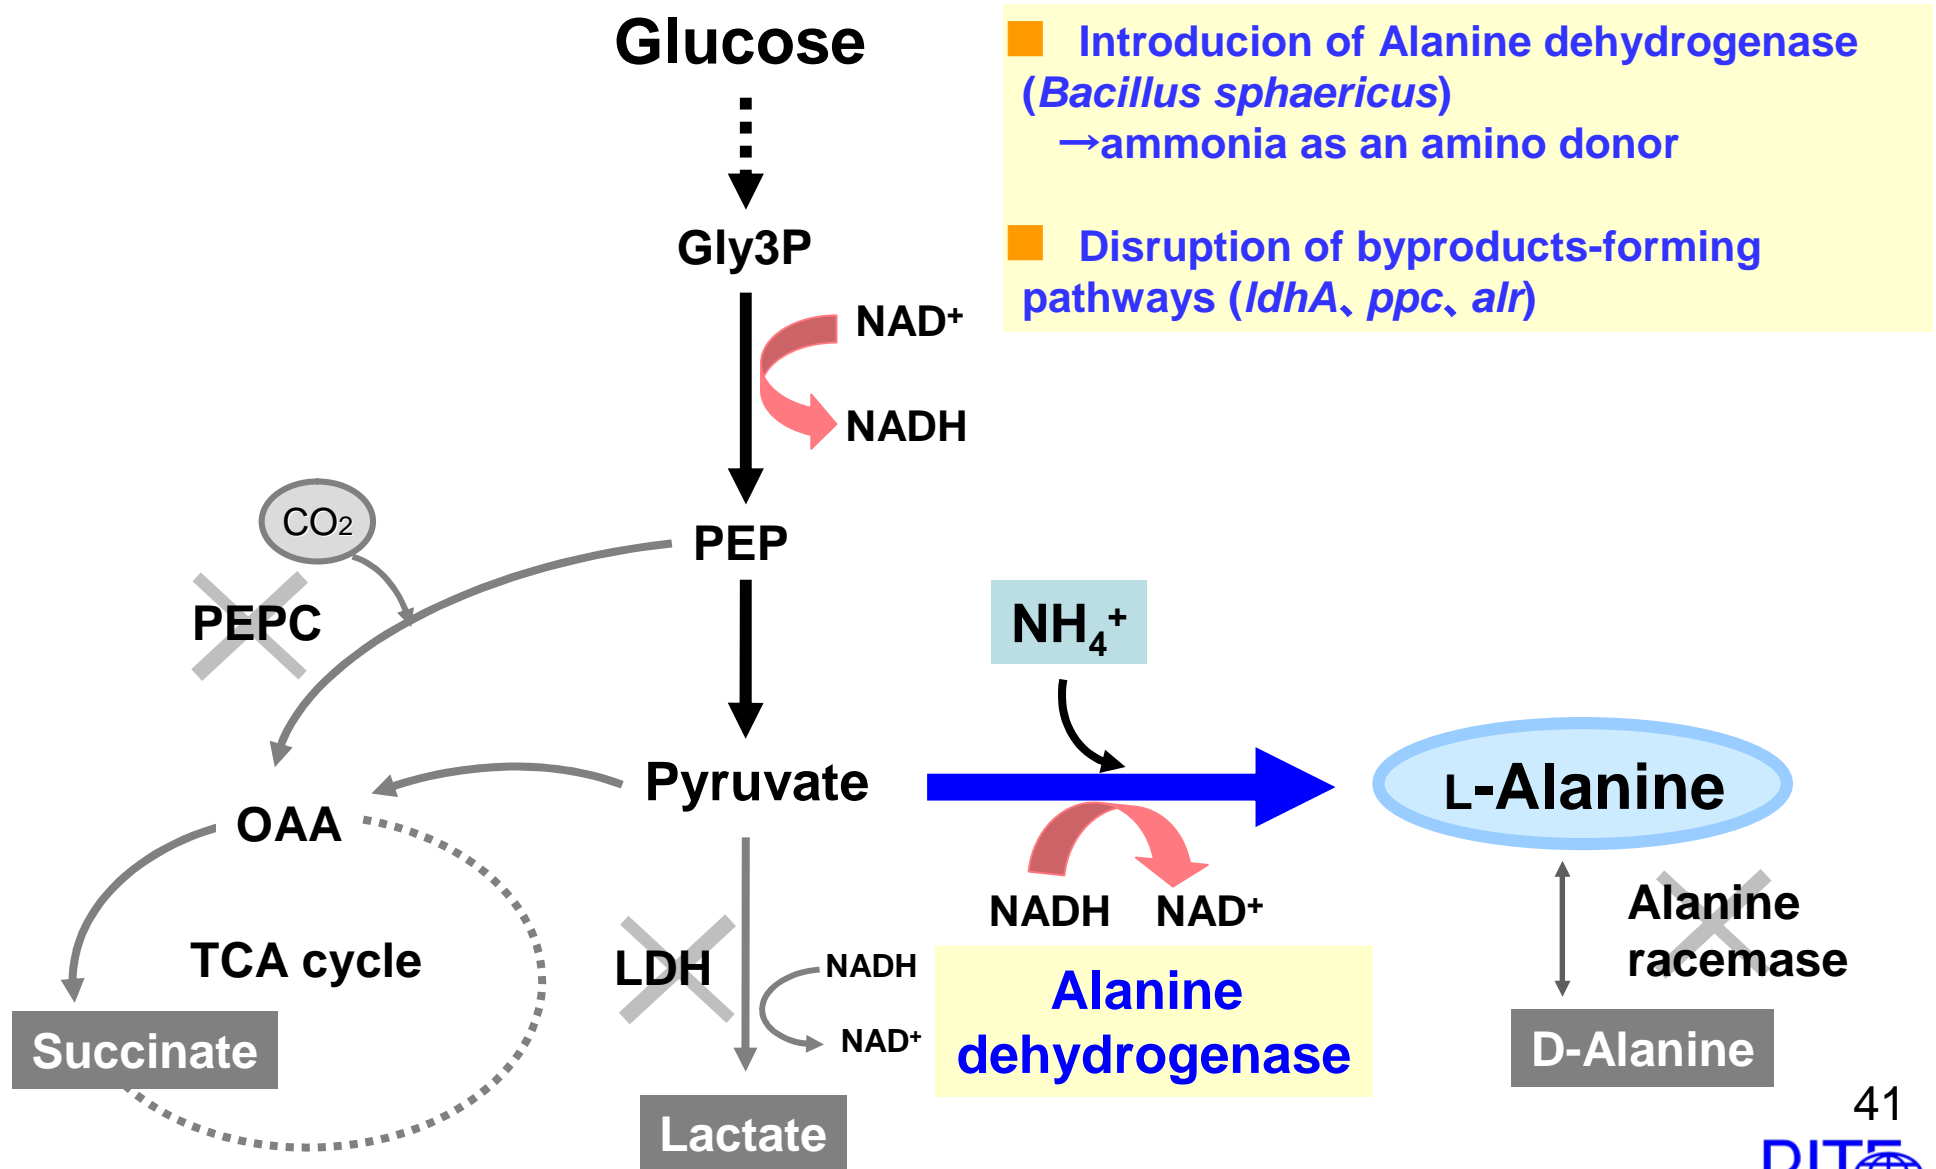 Glucose
■ Introducion of Alanine dehydrogenase
(Bacillus sphaericus)
→ammonia as an amino donor
■ Disruption of byproducts-forming
pathways (ldhA、ppc、alr)
Gly3P
NAD⁺
NADH
CO₂
PEP
PEPC
NH₄⁺
Pyruvate
L-Alanine
OAA
NADH NAD⁺
Alanine
racemase
TCA cycle
LDH
NADH
NAD⁺
Alanine
dehydrogenase
Succinate
D-Alanine
Lactate
41
RITE